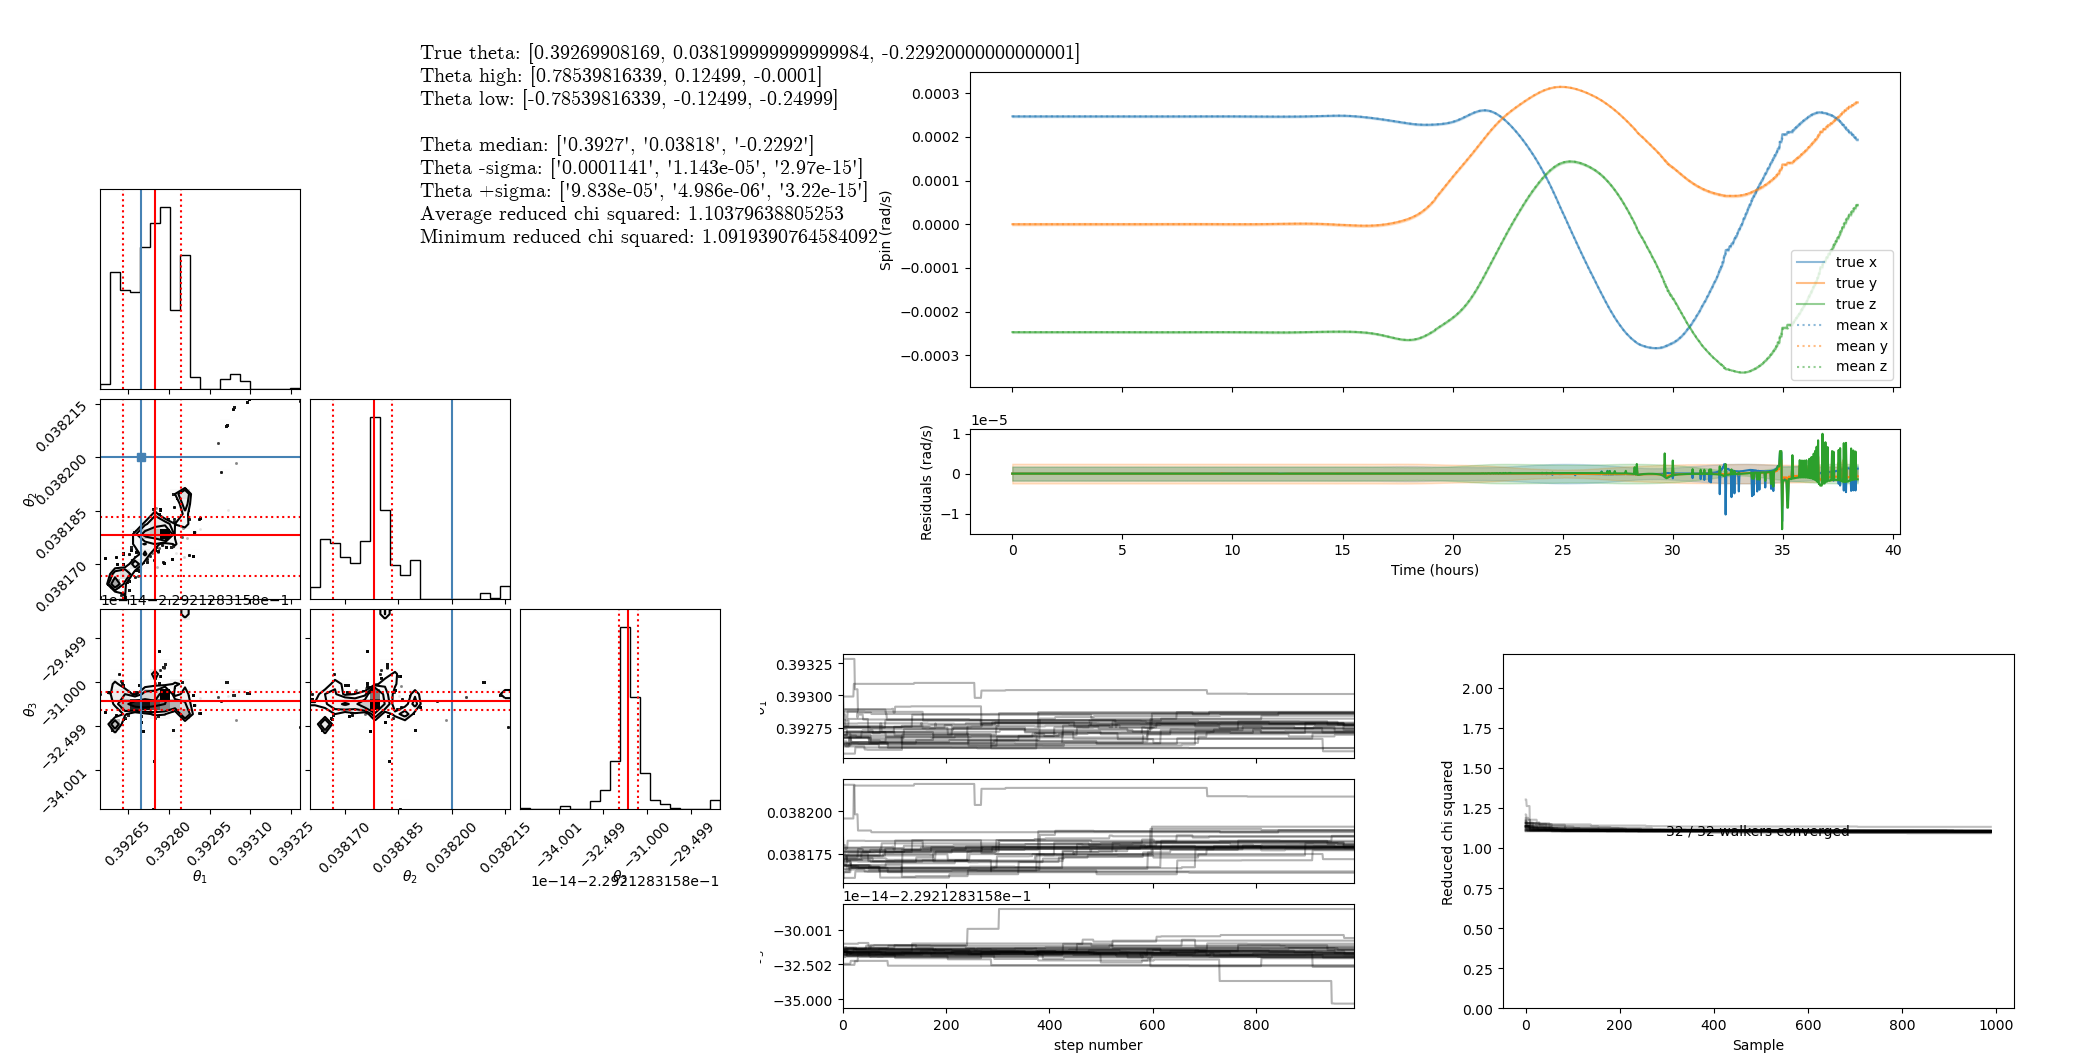 True theta: [0.39269908169, 0.038199999999999984, -0.22920000000000001]
Theta high: [0.78539816339, 0.12499, -0.0001]
Theta low: [-0.78539816339, -0.12499, -0.24999]
Theta median: ['0.3927', '0.03818', '-0.2292']
Theta -sigma: ['0.0001141', '1.143e-05', '2.97e-15']
Theta +sigma: ['9.838e-05', '4.986e-06', '3.22e-15']
Average reduced chi squared: 1.10379638805253
Minimum reduced chi squared: 1.0919390764584092
0.0003
0.0002
0.0001
0.0000
−0.0001
−0.0002
−0.0003
Spin (rad/s)
true x
true y
true z
mean x
mean y
mean z
1e−5
1
0
−1
Residuals (rad/s)
0 5 10 15 20 25 30 35 40
Time (hours)
0.038215
0.038200
0.038185
0.038170
θ2
1e−14−2.2921283158e−1
−29.499
−31.000
−32.499
−34.001
θ3
0.39265 0.39280 0.39295 0.39310 0.39325
θ1
0.038170 0.038185 0.038200 0.038215
θ2
−34.001 −32.499 −31.000 −29.499
θ3
1e−14−2.2921283158e−1
0.39325
0.39300
0.39275
0.38200
0.038175
1e−14−2.2921283158e−1
−30.001
−32.502
−35.000
0 200 400 600 800
step number
2.00
1.75
1.50
1.25
1.00
0.75
0.50
0.25
0.00
Reduced chi squared
32 / 32 walkers converged
0 200 400 600 800 1000
Sample